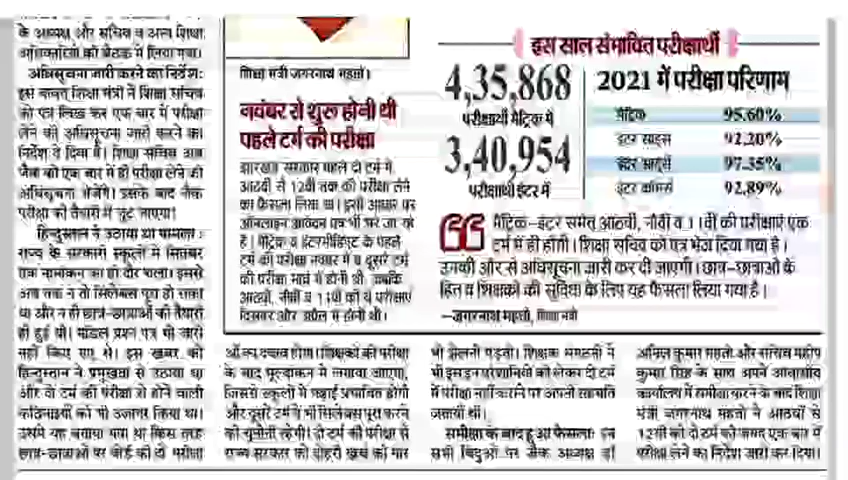 के अध्यक्ष और सचिव व अन्य शिक्षा
की बैठक में लिया गया।
अधिसूचना जारी करने का निर्देश:
शिक्षा मंत्री ने शिक्षा सचिव
को पत्र लिख कर एक बार में परीक्षा
लेने की अधिसूचना जारी करने का
निर्देश दे दिया है। शिक्षा सचिव अब
जैक को एक बार में ही परीक्षा लेने की
अधिसूचना भेजेंगे। इसके बाद जैक
परीक्षा की तैयारी में जुट जाएगा।
हिन्दुस्तान ने उठाया था मामला:
राज्य के सरकारी स्कूलों में सितंबर
तक नामांकन का ही दौर चला। इससे
अब तक न तो सिलेबस पूरा हो सका
था और न ही छात्र-छात्राओं की तैयारी
ही हुई थी। मॉडल प्रश्न पत्र भी जारी
नहीं किए गए थे। इस खबर को
हिन्दुस्तान ने प्रमुखता से उठाया था
और दो टर्म की परीक्षा से होने वाली
कठिनाइयों को भी उजागर किया था।
उसमें यह बताया गया था किस तरह
छात्र-छात्राओं पर बोर्ड की दो परीक्षा
शिक्षा मंत्री जगरनाथ महतो।
नवंबर से शुरू होनी थी
पहले टर्म की परीक्षा
झारखंड सरकार पहले दो टर्म में
आठवीं से 12वीं तक की परीक्षा लेने
का फैसला लिया था। इसी आधार पर
ऑनलाइन आवेदन पत्र भी भरे जा रहे
हैं। मैट्रिक व इंटरमीडिएट के पहले
टर्म की परीक्षा नवंबर में व दूसरे टर्म
की परीक्षा मार्च में होनी थी, जबकि
आठवीं, नौवीं व 11वीं की ये परीक्षाएं
दिसंबर और अप्रैल में होनी थी।
इस साल संभावित परीक्षार्थी
4,35,868
परीक्षार्थी मैट्रिक में
3,40,954
परीक्षार्थी इंटर में
2021 में परीक्षा परिणाम
मैट्रिक 95.60%
इंटर साइंस 92.20%
इंटर आर्ट्स 97.35%
इंटर कॉमर्स 92.89%
मैट्रिक-इंटर समेत आठवीं, नौवीं व 11वीं की परीक्षाएं एक
टर्म में ही होंगी। शिक्षा सचिव को पत्र भेज दिया गया है।
उनकी ओर से अधिसूचना जारी कर दी जाएगी। छात्र-छात्राओं के
हित व शिक्षकों की सुविधा के लिए यह फैसला लिया गया है।
—जगरनाथ महतो, शिक्षा मंत्री
ओं का दबाव होगा। शिक्षकों को परीक्षा
के बाद मूल्यांकन में लगाया जाएगा,
जिससे स्कूलों में पढ़ाई प्रभावित होगी
और दूसरे टर्म में भी सिलेबस पूरा करने
की चुनौती रहेगी। दो टर्म की परीक्षा से
राज्य सरकार को दोहरी खर्च की मार
भी झेलनी पड़ेगी। शिक्षक संगठनों ने
भी इस इन परेशानियों को लेकर दो टर्म
में परीक्षा नहीं कराने पर अपनी सहमति
जतायी थी।
समीक्षा के बाद हुआ फैसला: इन
सभी बिंदुओं पर जैक अध्यक्ष डॉ
अनिल कुमार महतो और सचिव महीप
कुमार सिंह के साथ अपने आवासीय
कार्यालय में समीक्षा करने के बाद शिक्षा
मंत्री जगरनाथ महतो ने आठवीं से
12वीं की दो टर्म की जगह एक बार में
परीक्षा लेने का निर्देश जारी कर दिया।